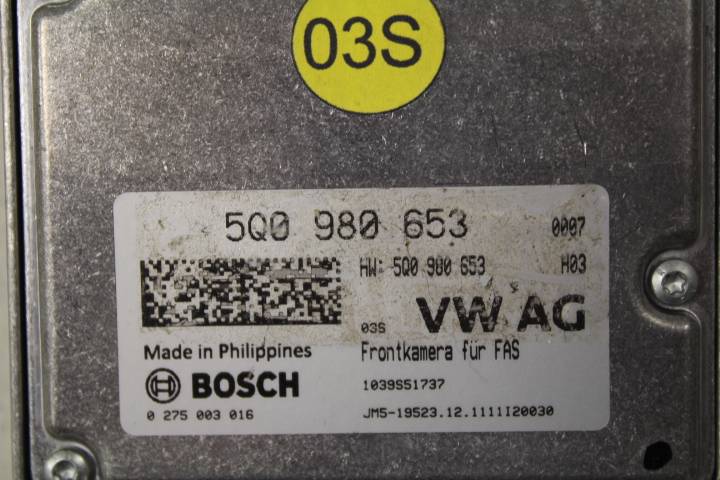 03S
5Q0 980 653 0007
HW: 5Q0 980 653 H03
03S VW AG
Made in Philippines Frontkamera für FAS
BOSCH 1039S51737
0 275 003 016 JM5-19523.12.1111I20030